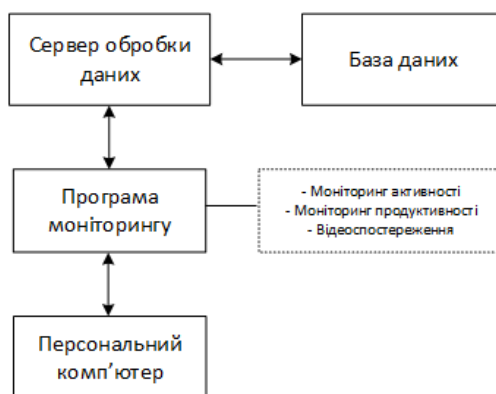 Сервер обробки
даних
База даних
Програма
моніторингу
- Моніторинг активності
- Моніторинг продуктивності
- Відеоспостереження
Персональний
комп’ютер